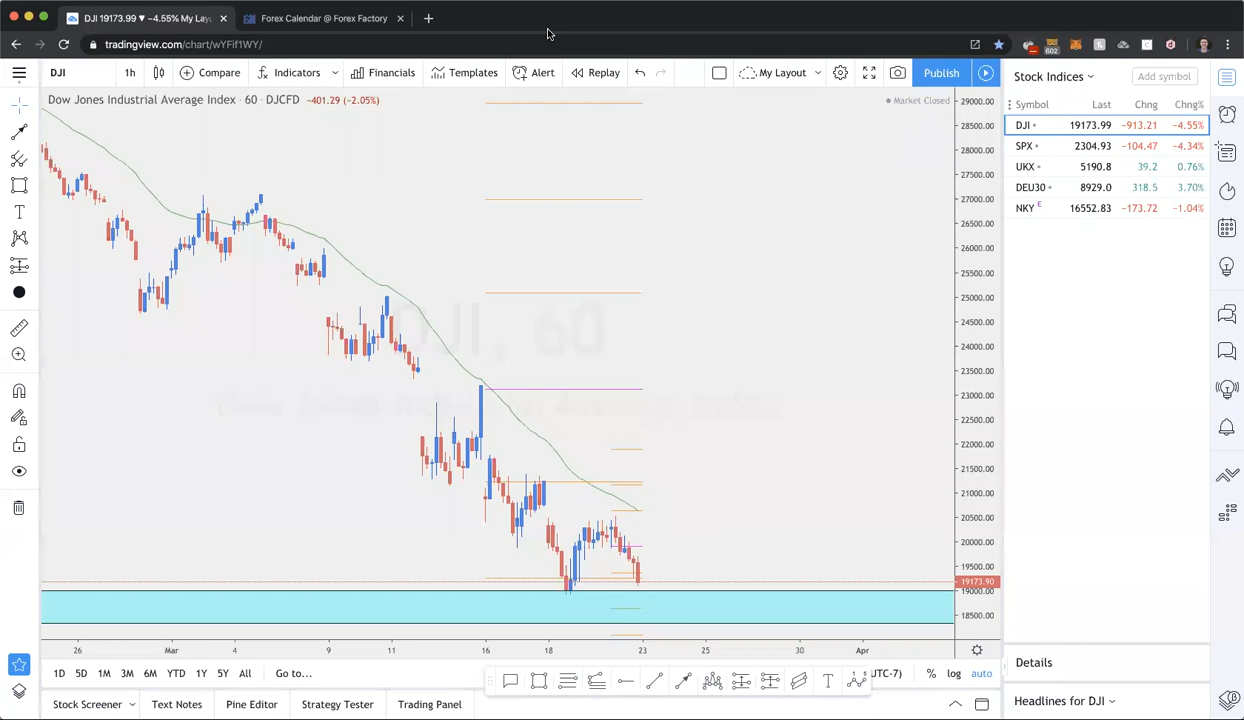 DJI 19173.99 ▼ −4.55% My Lay
Forex Calendar @ Forex Factory
tradingview.com/chart/wYFif1WY/
602
DJI 1h Compare Indicators Financials Templates Alert Replay My Layout Publish
Stock Indices Add symbol
Dow Jones Industrial Average Index · 60 · DJCFD −401.29 (−2.05%)
Market Closed
Symbol Last Chng Chng%
DJI 19173.99 −913.21 −4.55%
SPX 2304.93 −104.47 −4.34%
UKX 5190.8 39.2 0.76%
DEU30 8929.0 318.5 3.70%
NKY E 16552.83 −173.72 −1.04%
29000.00
28500.00
28000.00
27500.00
27000.00
26500.00
26000.00
25500.00
25000.00
24500.00
24000.00
23500.00
23000.00
22500.00
22000.00
21500.00
21000.00
20500.00
20000.00
19500.00
19173.90
19000.00
18500.00
DJI, 60
Dow Jones Industrial Average Index
26 Mar 4 9 11 16 18 23 25 30 Apr
1D 5D 1M 3M 6M YTD 1Y 5Y All Go to... (UTC-7) % log auto
Details
Stock Screener Text Notes Pine Editor Strategy Tester Trading Panel
Headlines for DJI